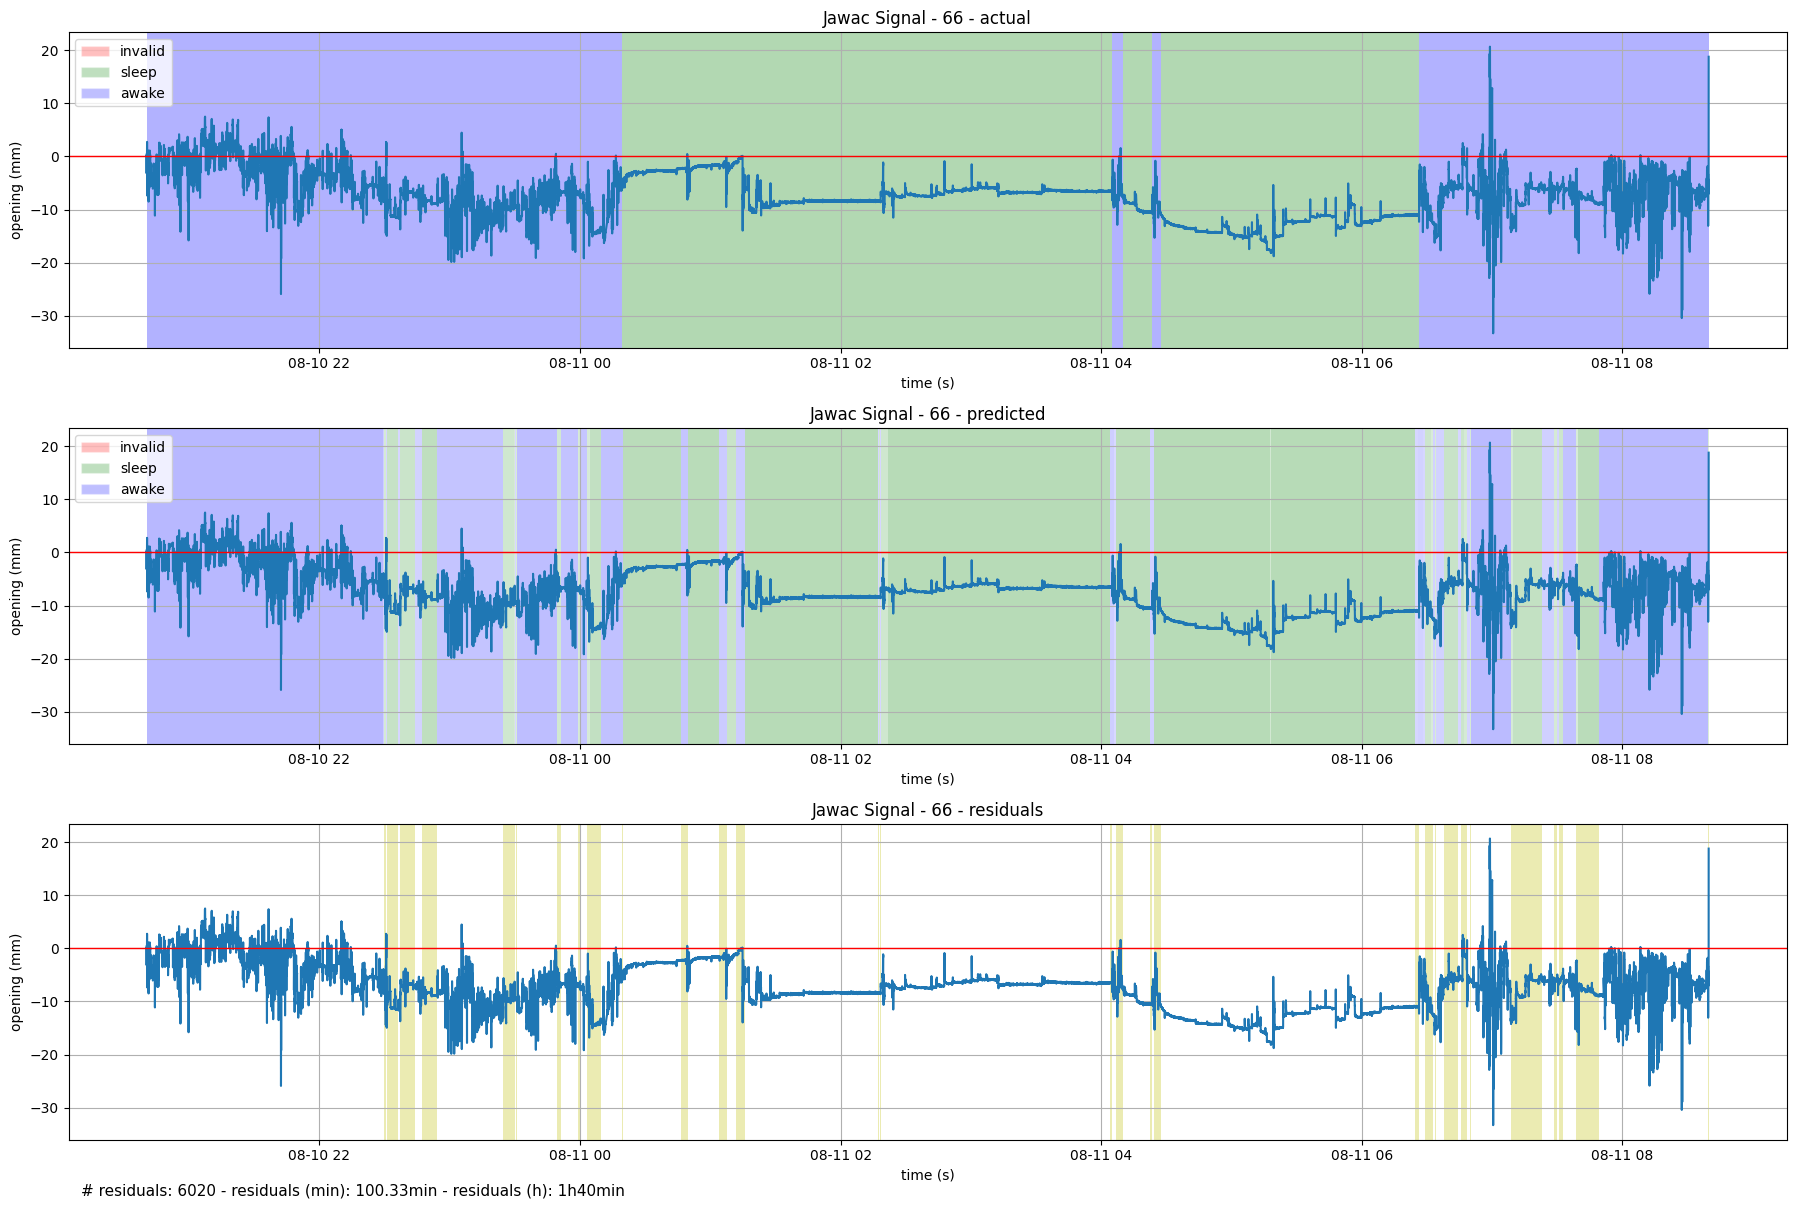 Jawac Signal - 66 - actual
invalid
sleep
awake
20
10
0
−10
−20
−30
opening (mm)
08-10 22
08-11 00
08-11 02
08-11 04
08-11 06
08-11 08
time (s)
Jawac Signal - 66 - predicted
invalid
sleep
awake
20
10
0
−10
−20
−30
opening (mm)
08-10 22
08-11 00
08-11 02
08-11 04
08-11 06
08-11 08
time (s)
Jawac Signal - 66 - residuals
20
10
0
−10
−20
−30
opening (mm)
08-10 22
08-11 00
08-11 02
08-11 04
08-11 06
08-11 08
time (s)
# residuals: 6020 - residuals (min): 100.33min - residuals (h): 1h40min